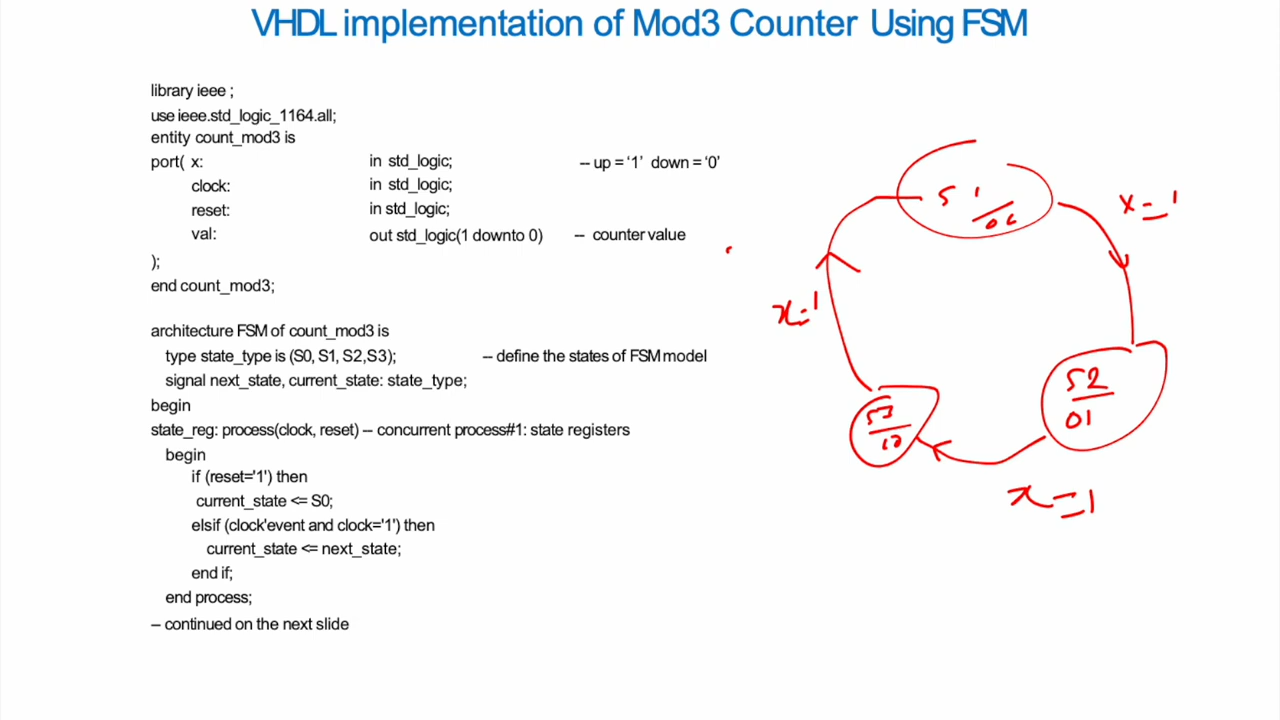 VHDL implementation of Mod3 Counter Using FSM
library ieee ;
use ieee.std_logic_1164.all;
entity count_mod3 is
port( x: in std_logic; -- up = ‘1’ down = ‘0’
clock: in std_logic;
reset: in std_logic;
val: out std_logic(1 downto 0) -- counter value
);
end count_mod3;
architecture FSM of count_mod3 is
type state_type is (S0, S1, S2,S3); -- define the states of FSM model
signal next_state, current_state: state_type;
begin
state_reg: process(clock, reset) -- concurrent process#1: state registers
begin
if (reset='1') then
current_state <= S0;
elsif (clock'event and clock='1') then
current_state <= next_state;
end if;
end process;
-- continued on the next slide
S1/00
x=1
S2
01
x=1
S3
10
x=1